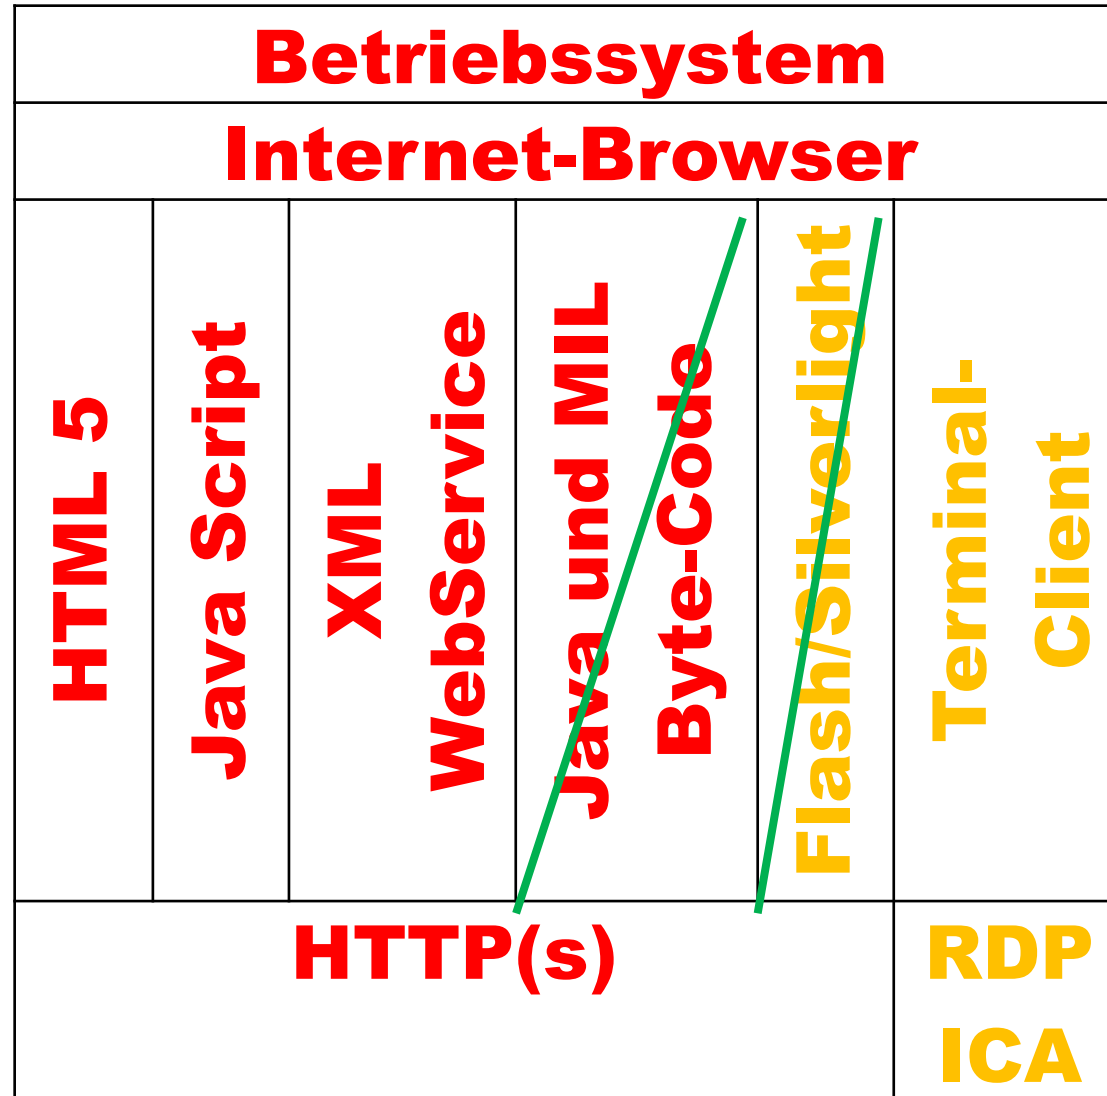 Betriebssystem
Internet-Browser
HTML 5
Java Script
XML
WebService
Java und MIL
Byte-Code
Flash/Silverlight
Terminal-
Client
HTTP(s)
RDP
ICA